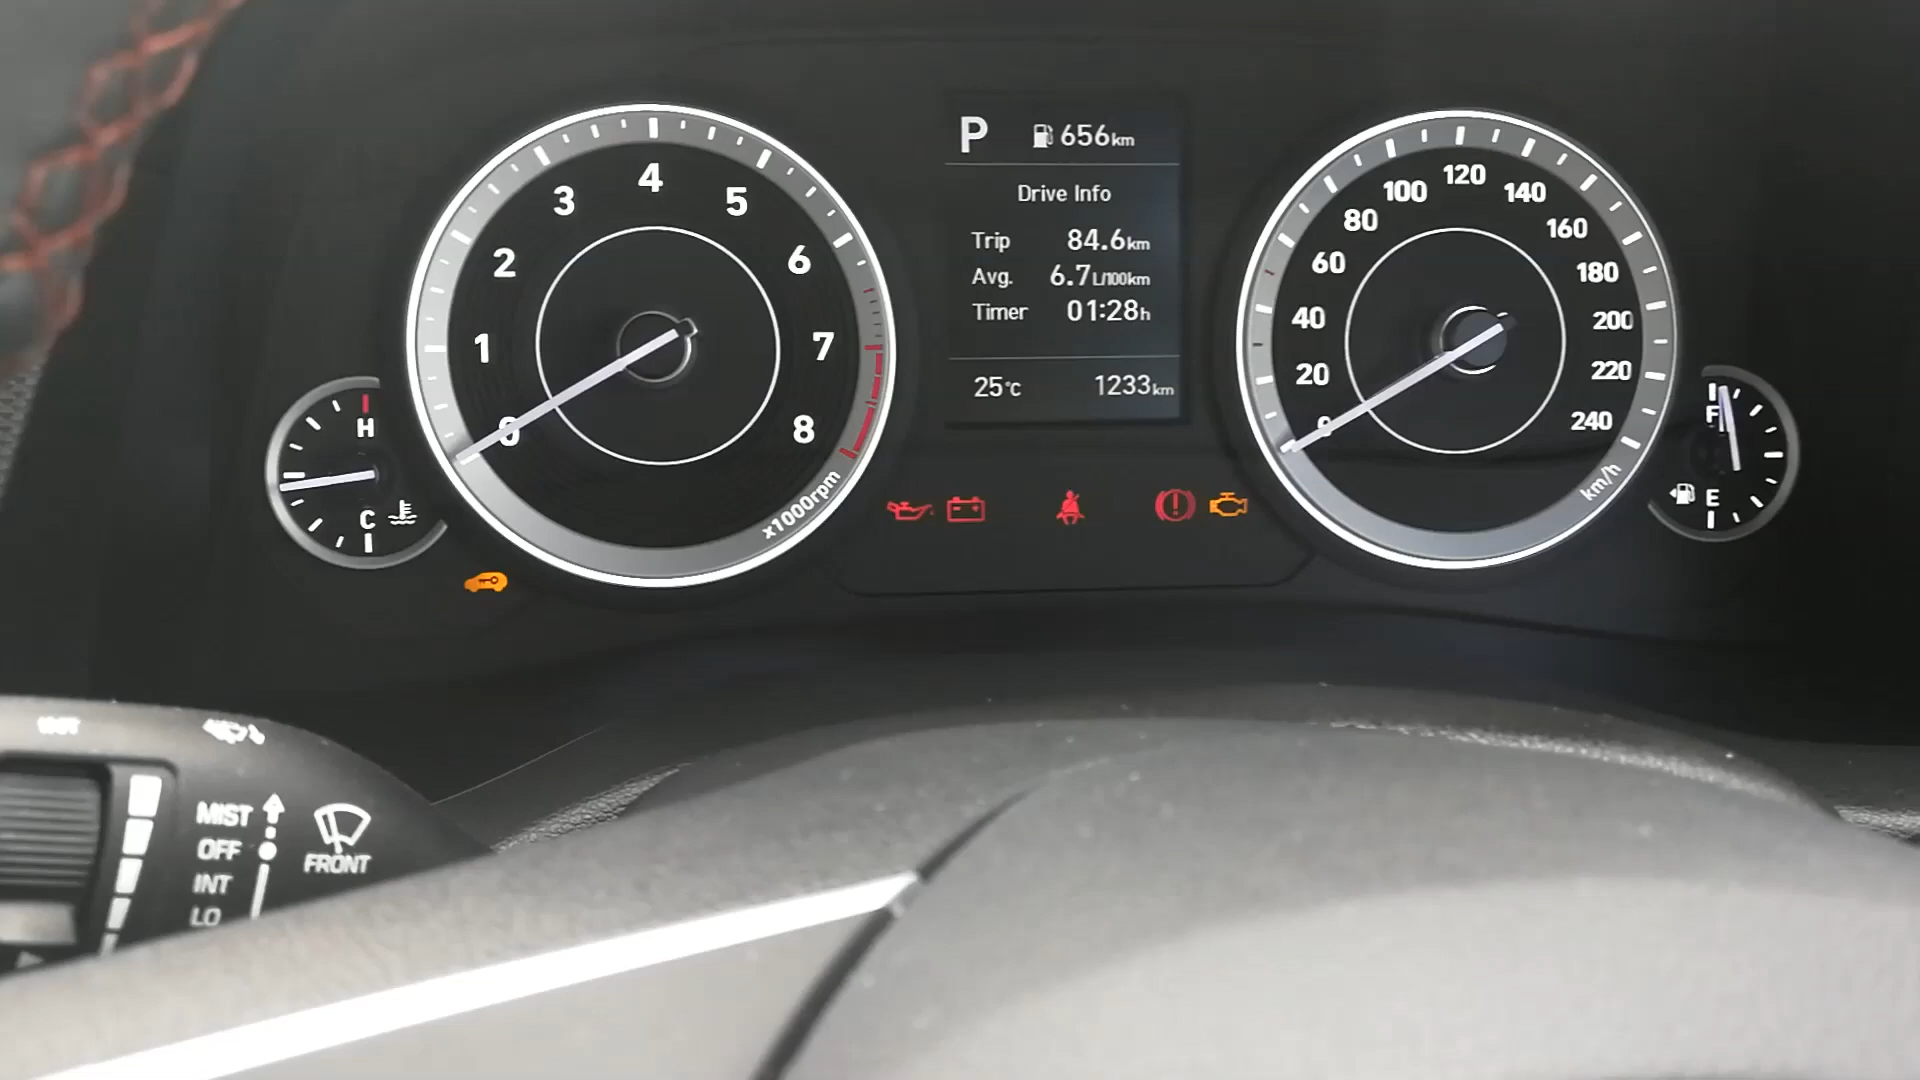 P 656km
Drive Info
Trip 84.6km
Avg. 6.7L/100km
Timer 01:28h
25°C 1233km
0
1
2
3
4
5
6
7
8
x1000rpm
0
20
40
60
80
100
120
140
160
180
200
220
240
km/h
H
C
F
E
MIST
OFF
INT
LO
FRONT